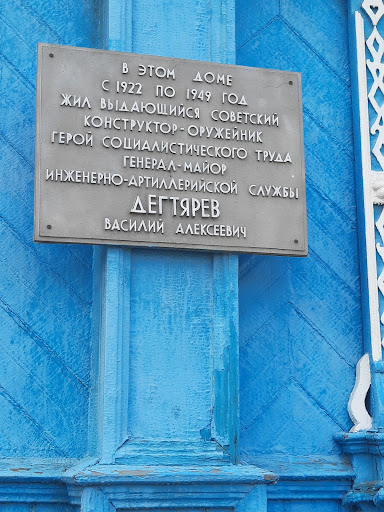 В ЭТОМ ДОМЕ
С 1922 ПО 1949 ГОД
ЖИЛ ВЫДАЮЩИЙСЯ СОВЕТСКИЙ
КОНСТРУКТОР-ОРУЖЕЙНИК
ГЕРОЙ СОЦИАЛИСТИЧЕСКОГО ТРУДА
ГЕНЕРАЛ-МАЙОР
ИНЖЕНЕРНО-АРТИЛЛЕРИЙСКОЙ СЛУЖБЫ
ДЕГТЯРЕВ
ВАСИЛИЙ АЛЕКСЕЕВИЧ